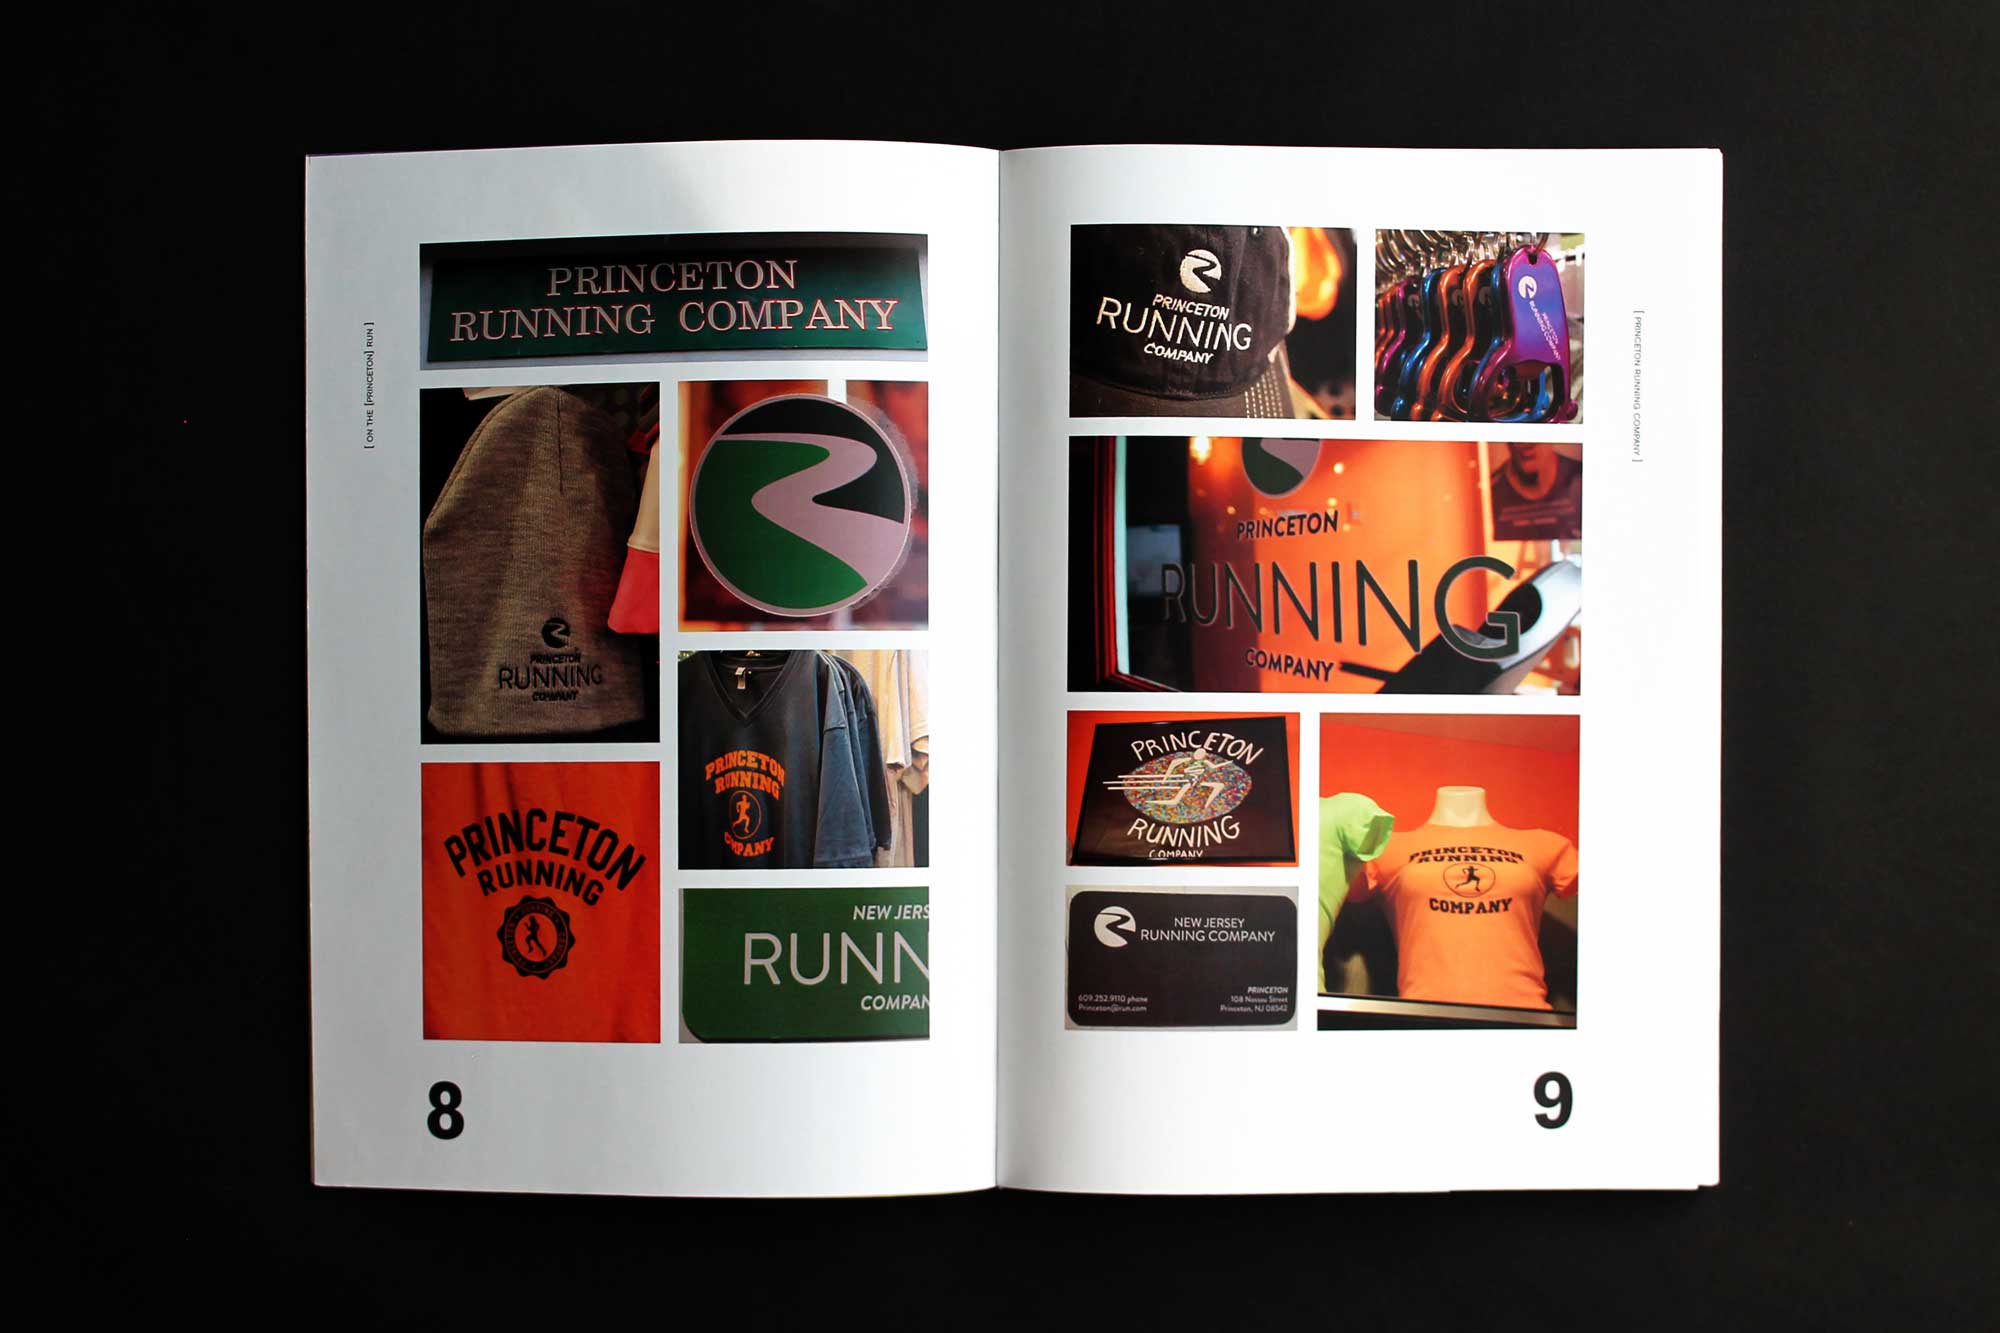 [ ON THE [PRINCETON] RUN ]
PRINCETON
RUNNING COMPANY
PRINCETON
RUNNING
COMPANY
PRINCETON
RUNNING
COMPANY
PRINCETON
RUNNING
NEW JERS
RUNN
COMPAN
8
PRINCETON
RUNNING
COMPANY
PRINCETON
RUNNING COMPANY
[ PRINCETON RUNNING COMPANY ]
PRINCETON
RUNNING
COMPANY
PRINCETON
RUNNING
COMPANY
PRINCETON
RUNNING
COMPANY
NEW JERSEY
RUNNING COMPANY
609.252.9110 phone
Princeton@run.com
PRINCETON
108 Nassau Street
Princeton, NJ 08542
9